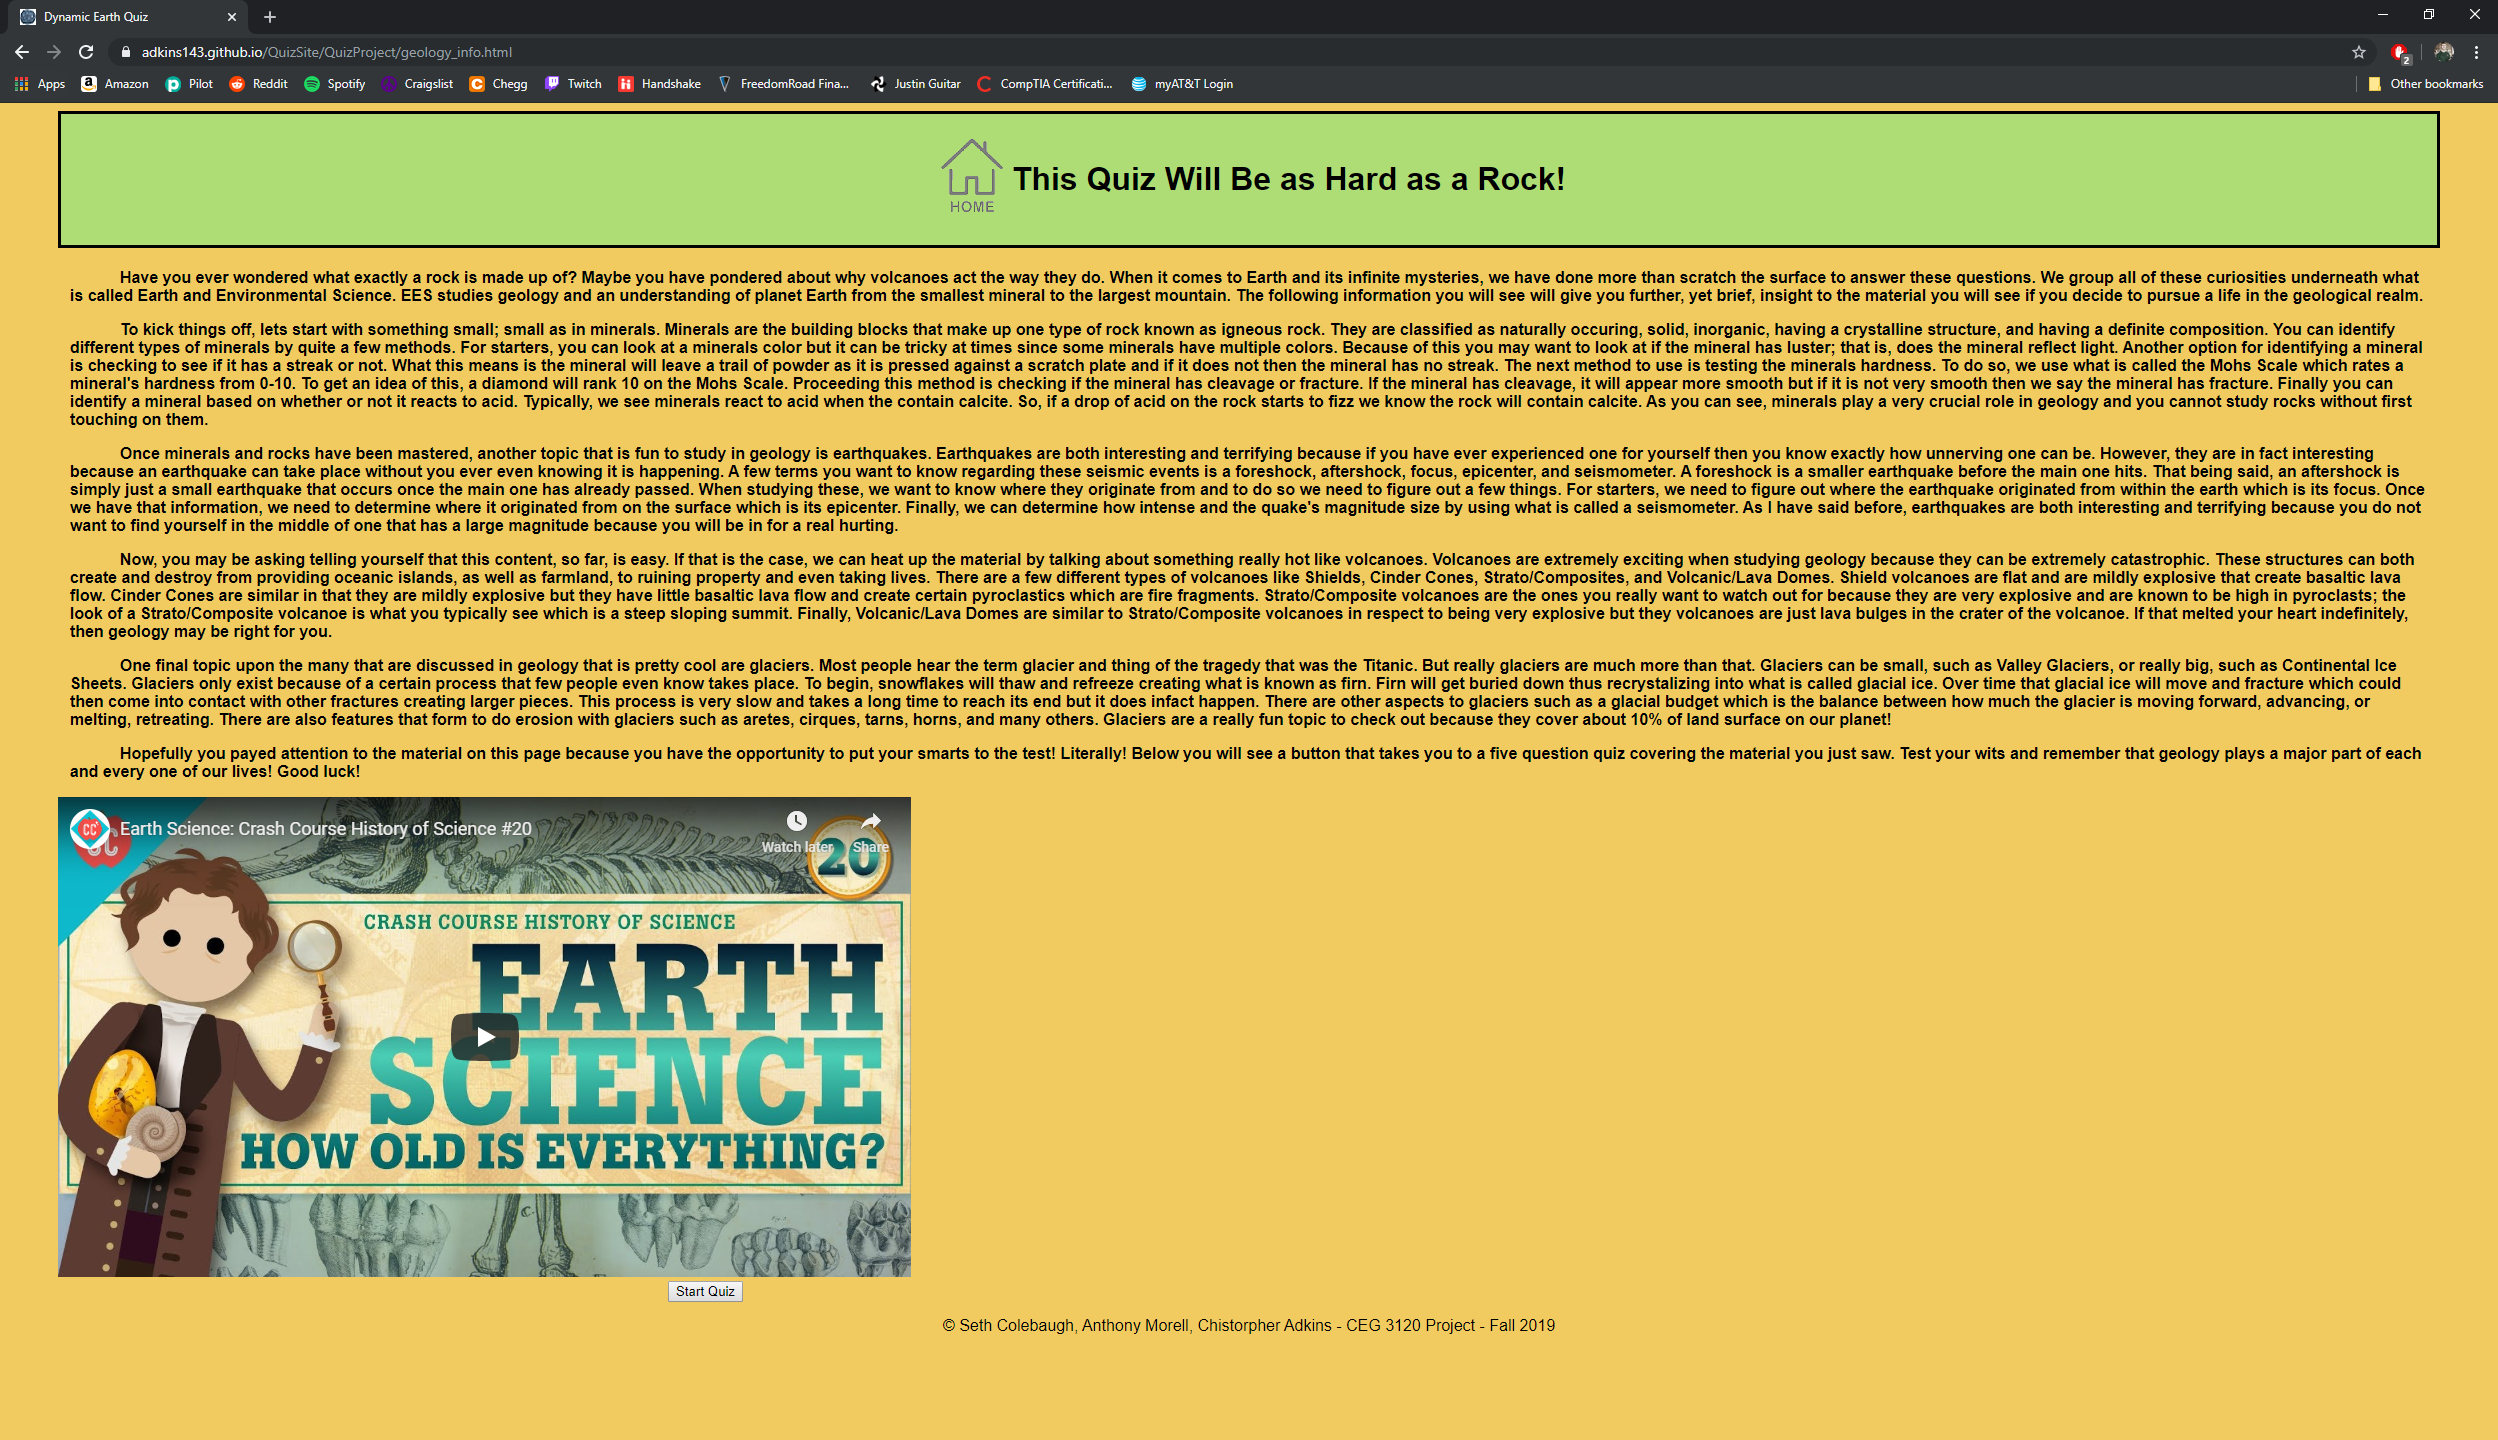 Dynamic Earth Quiz
adkins143.github.io/QuizSite/QuizProject/geology_info.html
2
Apps Amazon Pilot Reddit Spotify Craigslist Chegg Twitch Handshake FreedomRoad Fina... Justin Guitar CompTIA Certificati... myAT&T Login Other bookmarks
HOME
This Quiz Will Be as Hard as a Rock!
Have you ever wondered what exactly a rock is made up of? Maybe you have pondered about why volcanoes act the way they do. When it comes to Earth and its infinite mysteries, we have done more than scratch the surface to answer these questions. We group all of these curiosities underneath what
is called Earth and Environmental Science. EES studies geology and an understanding of planet Earth from the smallest mineral to the largest mountain. The following information you will see will give you further, yet brief, insight to the material you will see if you decide to pursue a life in the geological realm.
To kick things off, lets start with something small; small as in minerals. Minerals are the building blocks that make up one type of rock known as igneous rock. They are classified as naturally occuring, solid, inorganic, having a crystalline structure, and having a definite composition. You can identify
different types of minerals by quite a few methods. For starters, you can look at a minerals color but it can be tricky at times since some minerals have multiple colors. Because of this you may want to look at if the mineral has luster; that is, does the mineral reflect light. Another option for identifying a mineral
is checking to see if it has a streak or not. What this means is the mineral will leave a trail of powder as it is pressed against a scratch plate and if it does not then the mineral has no streak. The next method to use is testing the minerals hardness. To do so, we use what is called the Mohs Scale which rates a
mineral's hardness from 0-10. To get an idea of this, a diamond will rank 10 on the Mohs Scale. Proceeding this method is checking if the mineral has cleavage or fracture. If the mineral has cleavage, it will appear more smooth but if it is not very smooth then we say the mineral has fracture. Finally you can
identify a mineral based on whether or not it reacts to acid. Typically, we see minerals react to acid when the contain calcite. So, if a drop of acid on the rock starts to fizz we know the rock will contain calcite. As you can see, minerals play a very crucial role in geology and you cannot study rocks without first
touching on them.
Once minerals and rocks have been mastered, another topic that is fun to study in geology is earthquakes. Earthquakes are both interesting and terrifying because if you have ever experienced one for yourself then you know exactly how unnerving one can be. However, they are in fact interesting
because an earthquake can take place without you ever even knowing it is happening. A few terms you want to know regarding these seismic events is a foreshock, aftershock, focus, epicenter, and seismometer. A foreshock is a smaller earthquake before the main one hits. That being said, an aftershock is
simply just a small earthquake that occurs once the main one has already passed. When studying these, we want to know where they originate from and to do so we need to figure out a few things. For starters, we need to figure out where the earthquake originated from within the earth which is its focus. Once
we have that information, we need to determine where it originated from on the surface which is its epicenter. Finally, we can determine how intense and the quake's magnitude size by using what is called a seismometer. As I have said before, earthquakes are both interesting and terrifying because you do not
want to find yourself in the middle of one that has a large magnitude because you will be in for a real hurting.
Now, you may be asking telling yourself that this content, so far, is easy. If that is the case, we can heat up the material by talking about something really hot like volcanoes. Volcanoes are extremely exciting when studying geology because they can be extremely catastrophic. These structures can both
create and destroy from providing oceanic islands, as well as farmland, to ruining property and even taking lives. There are a few different types of volcanoes like Shields, Cinder Cones, Strato/Composites, and Volcanic/Lava Domes. Shield volcanoes are flat and are mildly explosive that create basaltic lava
flow. Cinder Cones are similar in that they are mildly explosive but they have little basaltic lava flow and create certain pyroclastics which are fire fragments. Strato/Composite volcanoes are the ones you really want to watch out for because they are very explosive and are known to be high in pyroclasts; the
look of a Strato/Composite volcano is what you typically see which is a steep sloping summit. Finally, Volcanic/Lava Domes are similar to Strato/Composite volcanoes in respect to being very explosive but they volcanoes are just lava bulges in the crater of the volcano. If that melted your heart indefinitely,
then geology may be right for you.
One final topic upon the many that are discussed in geology that is pretty cool are glaciers. Most people hear the term glacier and thing of the tragedy that was the Titanic. But really glaciers are much more than that. Glaciers can be small, such as Valley Glaciers, or really big, such as Continental Ice
Sheets. Glaciers only exist because of a certain process that few people even know takes place. To begin, snowflakes will thaw and refreeze creating what is known as firn. Firn will get buried down thus recrystalizing into what is called glacial ice. Over time that glacial ice will move and fracture which could
then come into contact with other fractures creating larger pieces. This process is very slow and takes a long time to reach its end but it does infact happen. There are other aspects to glaciers such as a glacial budget which is the balance between how much the glacier is moving forward, advancing, or
melting, retreating. There are also features that form to do erosion with glaciers such as aretes, cirques, tarns, horns, and many others. Glaciers are a really fun topic to check out because they cover about 10% of land surface on our planet!
Hopefully you payed attention to the material on this page because you have the opportunity to put your smarts to the test! Literally! Below you will see a button that takes you to a five question quiz covering the material you just saw. Test your wits and remember that geology plays a major part of each
and every one of our lives! Good luck!
CC
Earth Science: Crash Course History of Science #20
Watch later Share
20
CRASH COURSE HISTORY OF SCIENCE
EARTH
SCIENCE
HOW OLD IS EVERYTHING?
Start Quiz
© Seth Colebaugh, Anthony Morell, Chistorpher Adkins - CEG 3120 Project - Fall 2019